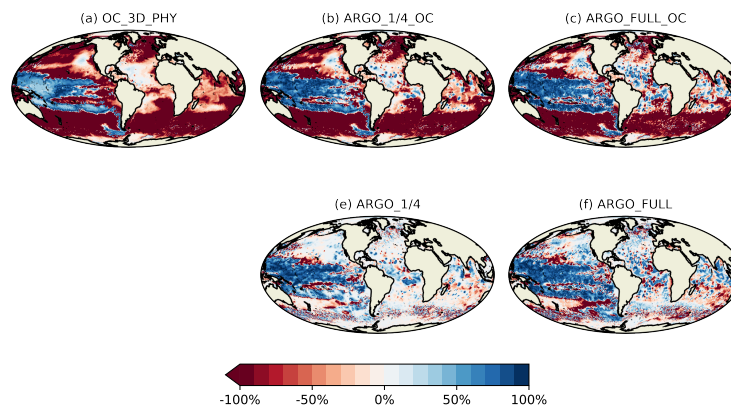 (a) OC_3D_PHY
(b) ARGO_1/4_OC
(c) ARGO_FULL_OC
(e) ARGO_1/4
(f) ARGO_FULL
-100%
-50%
0%
50%
100%